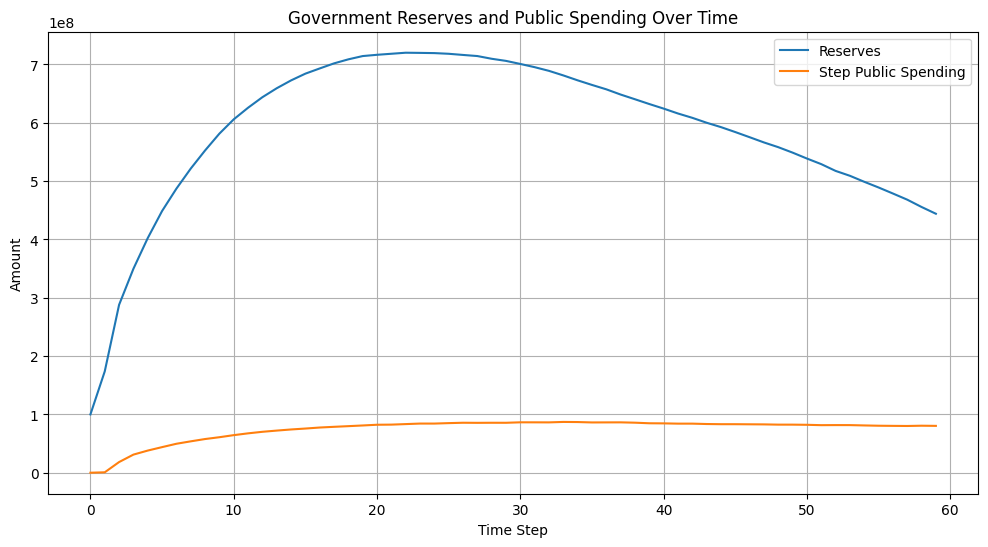 Government Reserves and Public Spending Over Time
1e8
Reserves
Step Public Spending
7
6
5
4
3
2
1
0
Amount
0 10 20 30 40 50 60
Time Step